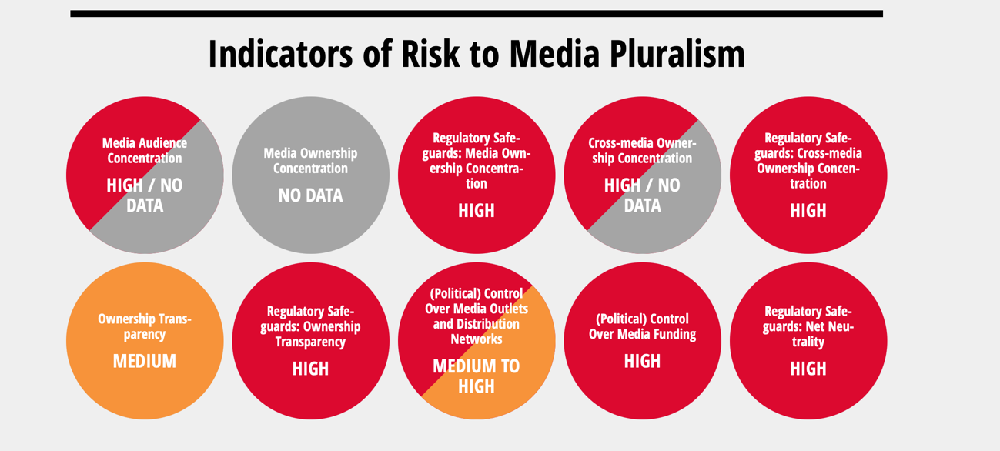 Indicators of Risk to Media Pluralism
Media Audience
Concentration
HIGH / NO
DATA
Media Ownership
Concentration
NO DATA
Regulatory Safe-
guards: Media Own-
ership Concentra-
tion
HIGH
Cross-media Owner-
ship Concentration
HIGH / NO
DATA
Regulatory Safe-
guards: Cross-media
Ownership Concen-
tration
HIGH
Ownership Trans-
parency
MEDIUM
Regulatory Safe-
guards: Ownership
Transparency
HIGH
(Political) Control
Over Media Outlets
and Distribution
Networks
MEDIUM TO
HIGH
(Political) Control
Over Media Funding
HIGH
Regulatory Safe-
guards: Net Neu-
trality
HIGH